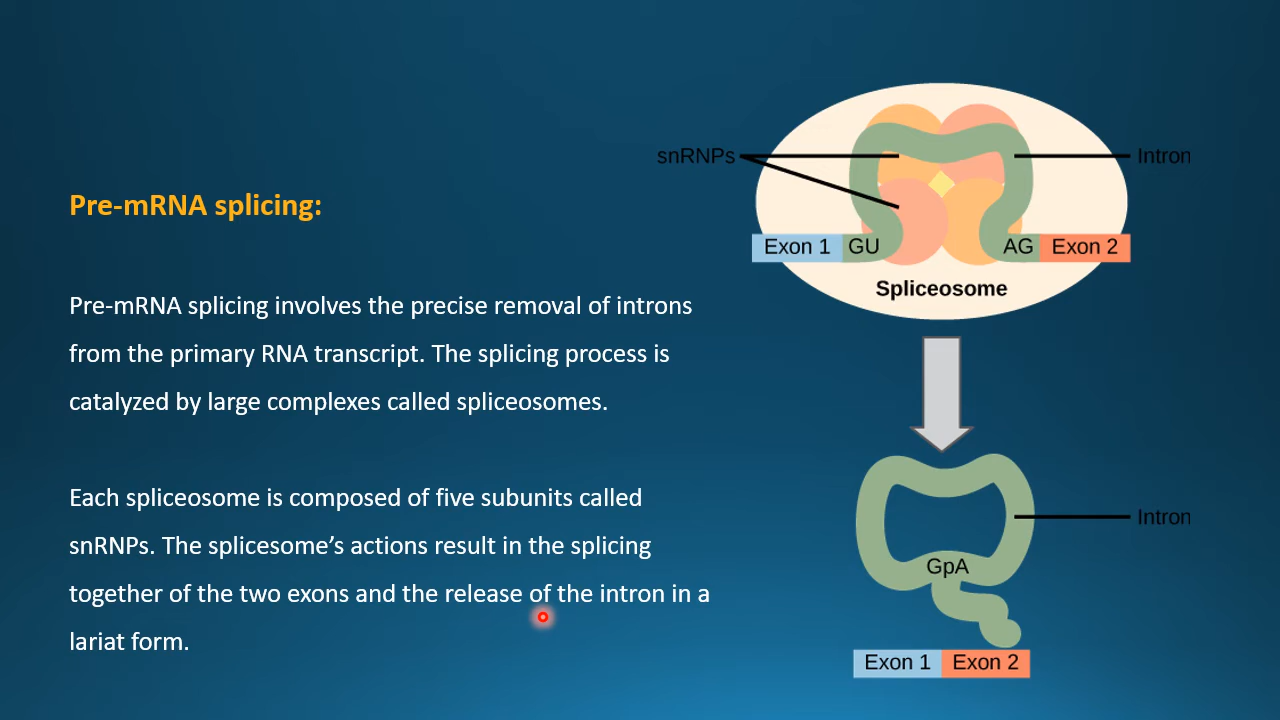 snRNPs
Intron
Pre-mRNA splicing:
Exon 1 GU AG Exon 2
Spliceosome
Pre-mRNA splicing involves the precise removal of introns
from the primary RNA transcript. The splicing process is
catalyzed by large complexes called spliceosomes.
Each spliceosome is composed of five subunits called
snRNPs. The splicesome’s actions result in the splicing
together of the two exons and the release of the intron in a
lariat form.
Intron
GpA
Exon 1 Exon 2